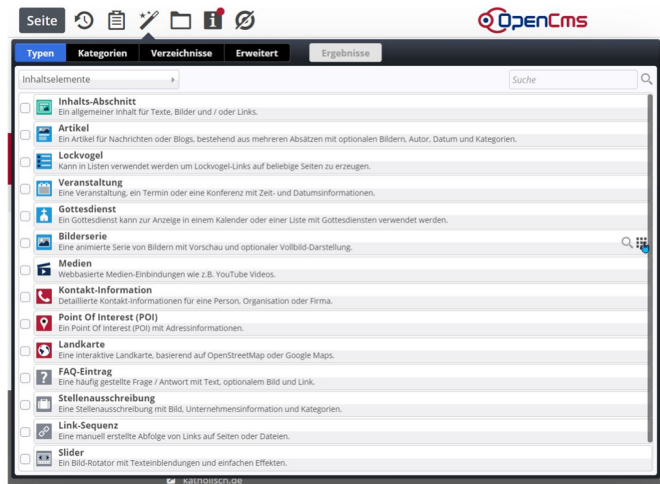 Seite
OpenCms
Typen
Kategorien
Verzeichnisse
Erweitert
Ergebnisse
Inhaltselemente
Suche
Inhalts-Abschnitt
Ein allgemeiner Inhalt für Texte, Bilder und / oder Links.
Artikel
Ein Artikel für Nachrichten oder Blogs, bestehend aus mehreren Absätzen mit optionalen Bildern, Autor, Datum und Kategorien.
Lockvogel
Kann in Listen verwendet werden um Lockvogel-Links auf beliebige Seiten zu erzeugen.
Veranstaltung
Eine Veranstaltung, ein Termin oder eine Konferenz mit Zeit- und Datumsinformationen.
Gottesdienst
Ein Gottesdienst kann zur Anzeige in einem Kalender oder einer Liste mit Gottesdiensten verwendet werden.
Bilderserie
Eine animierte Serie von Bildern mit Vorschau und optionaler Vollbild-Darstellung.
Medien
Webbasierte Medien-Einbindungen wie z.B. YouTube Videos.
Kontakt-Information
Detaillierte Kontakt-Informationen für eine Person, Organisation oder Firma.
Point Of Interest (POI)
Ein Point Of Interest (POI) mit Adressinformationen.
Landkarte
Eine interaktive Landkarte, basierend auf OpenStreetMap oder Google Maps.
FAQ-Eintrag
Eine häufig gestellte Frage / Antwort mit Text, optionalem Bild und Link.
Stellenausschreibung
Eine Stellenausschreibung mit Bild, Unternehmensinformation und Kategorien.
Link-Sequenz
Eine manuell erstellte Abfolge von Links auf Seiten oder Dateien.
Slider
Ein Bild-Rotator mit Texteinblendungen und einfachen Effekten.
katholisch.de